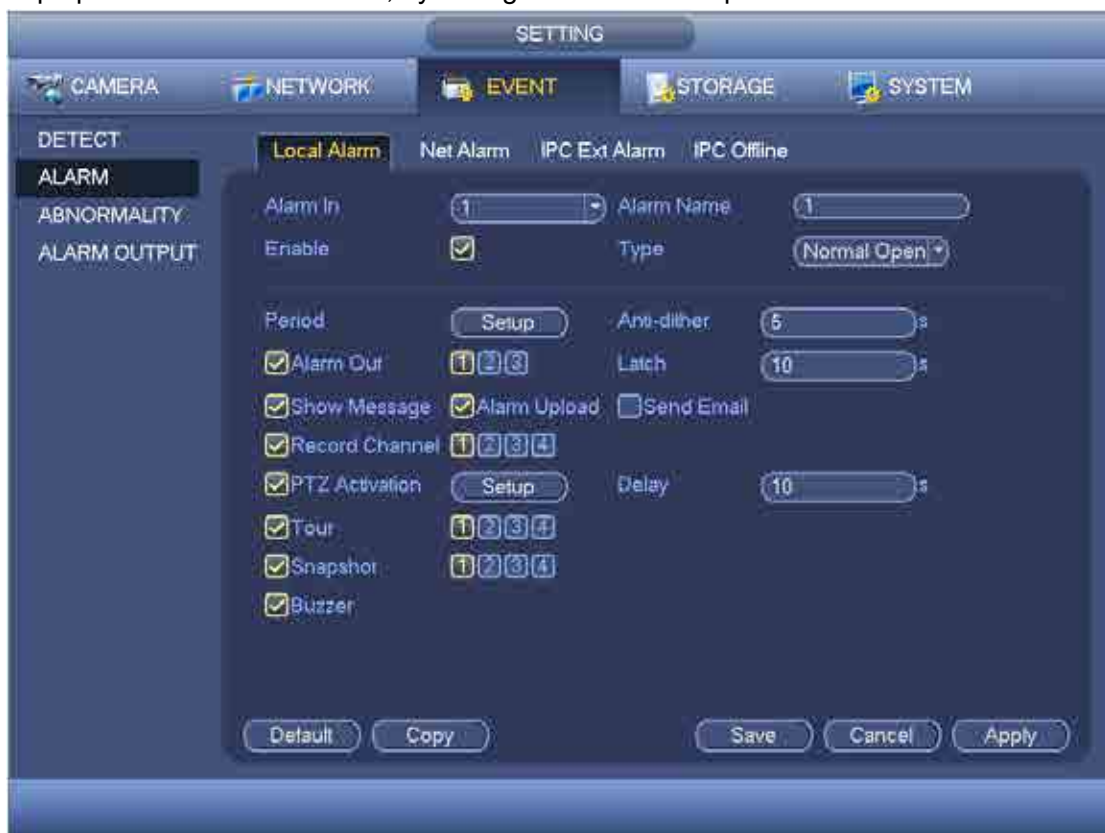 SETTING
CAMERA NETWORK EVENT STORAGE SYSTEM
DETECT
ALARM
ABNORMALITY
ALARM OUTPUT
Local Alarm Net Alarm IPC Ext Alarm IPC Offline
Alarm In 1 Alarm Name 1
Enable Type Normal Open
Period Setup Anti-dither 5 s
Alarm Out 1 2 3 Latch 10 s
Show Message Alarm Upload Send Email
Record Channel 1 2 3 4
PTZ Activation Setup Delay 10 s
Tour 1 2 3 4
Snapshot 1 2 3 4
Buzzer
Default Copy Save Cancel Apply